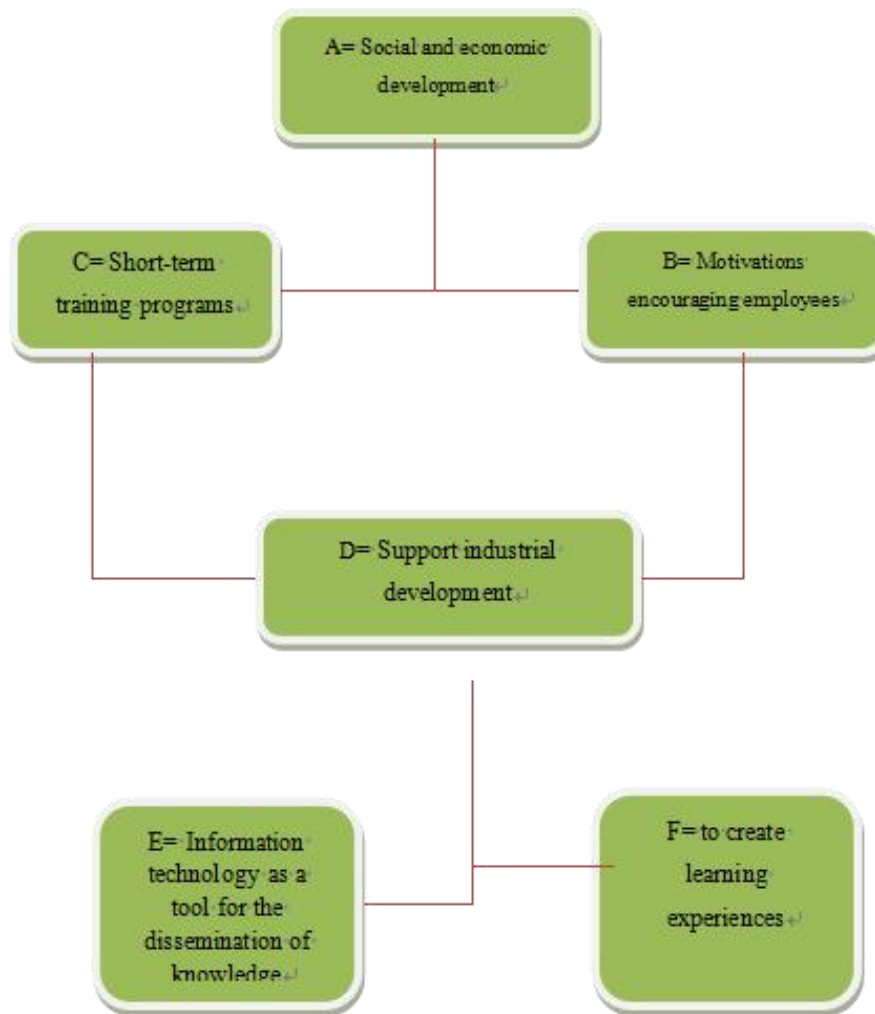 A= Social and economic
development
C= Short-term
training programs
B= Motivations
encouraging employees
D= Support industrial
development
E= Information
technology as a
tool for the
dissemination of
knowledge
F= to create
learning
experiences